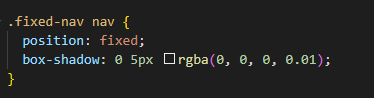 .fixed-nav nav {
  position: fixed;
  box-shadow: 0 5px rgba(0, 0, 0, 0.01);
}